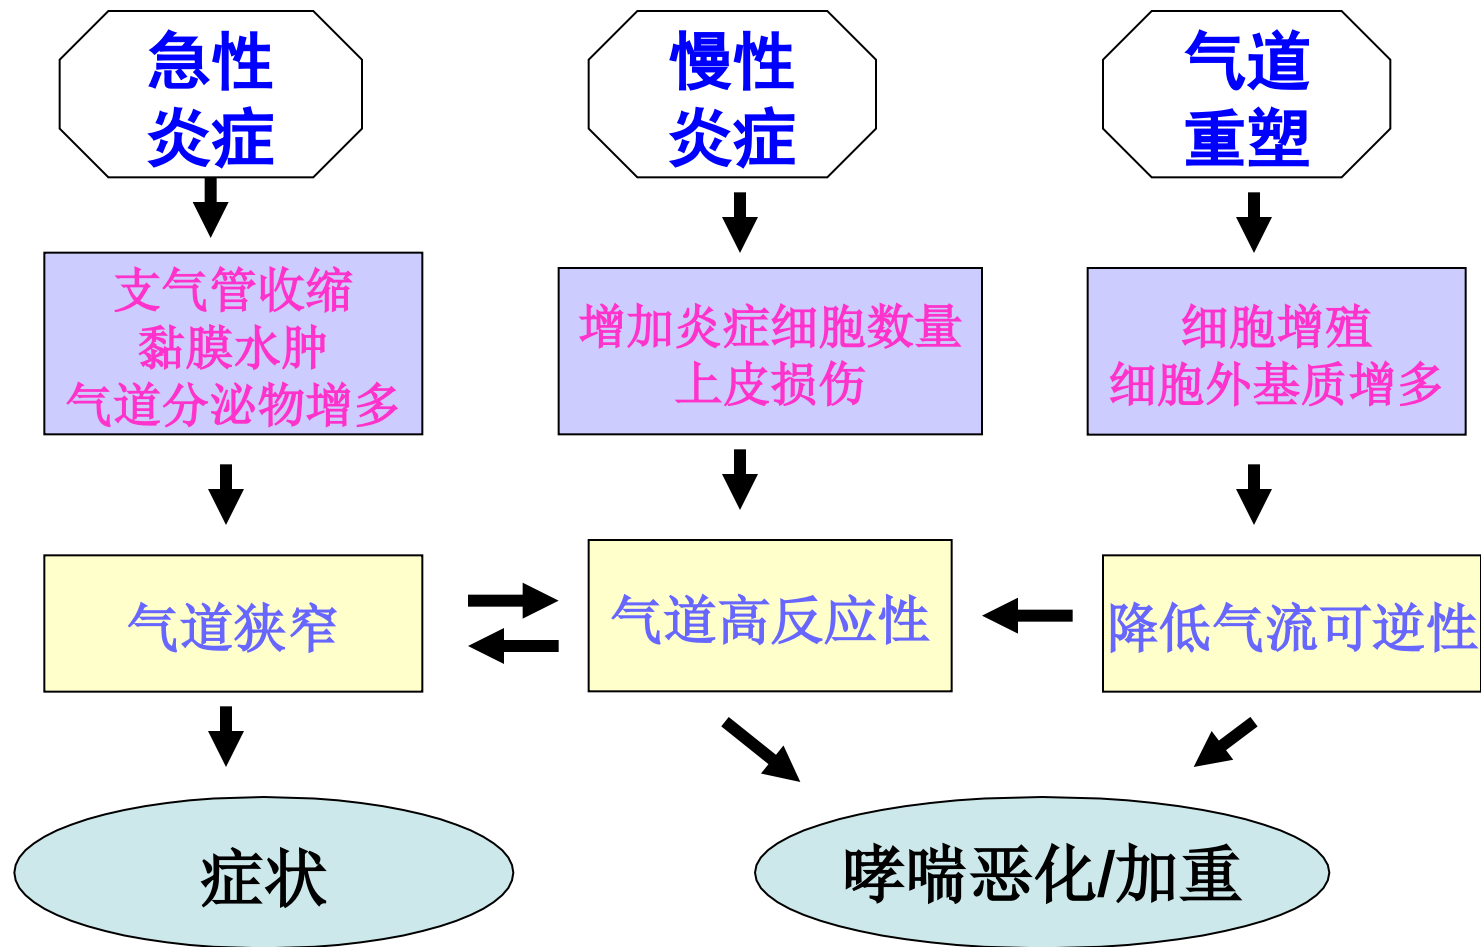 急性
炎症
慢性
炎症
气道
重塑
支气管收缩
黏膜水肿
气道分泌物增多
增加炎症细胞数量
上皮损伤
细胞增殖
细胞外基质增多
气道狭窄
气道高反应性
降低气流可逆性
症状
哮喘恶化/加重